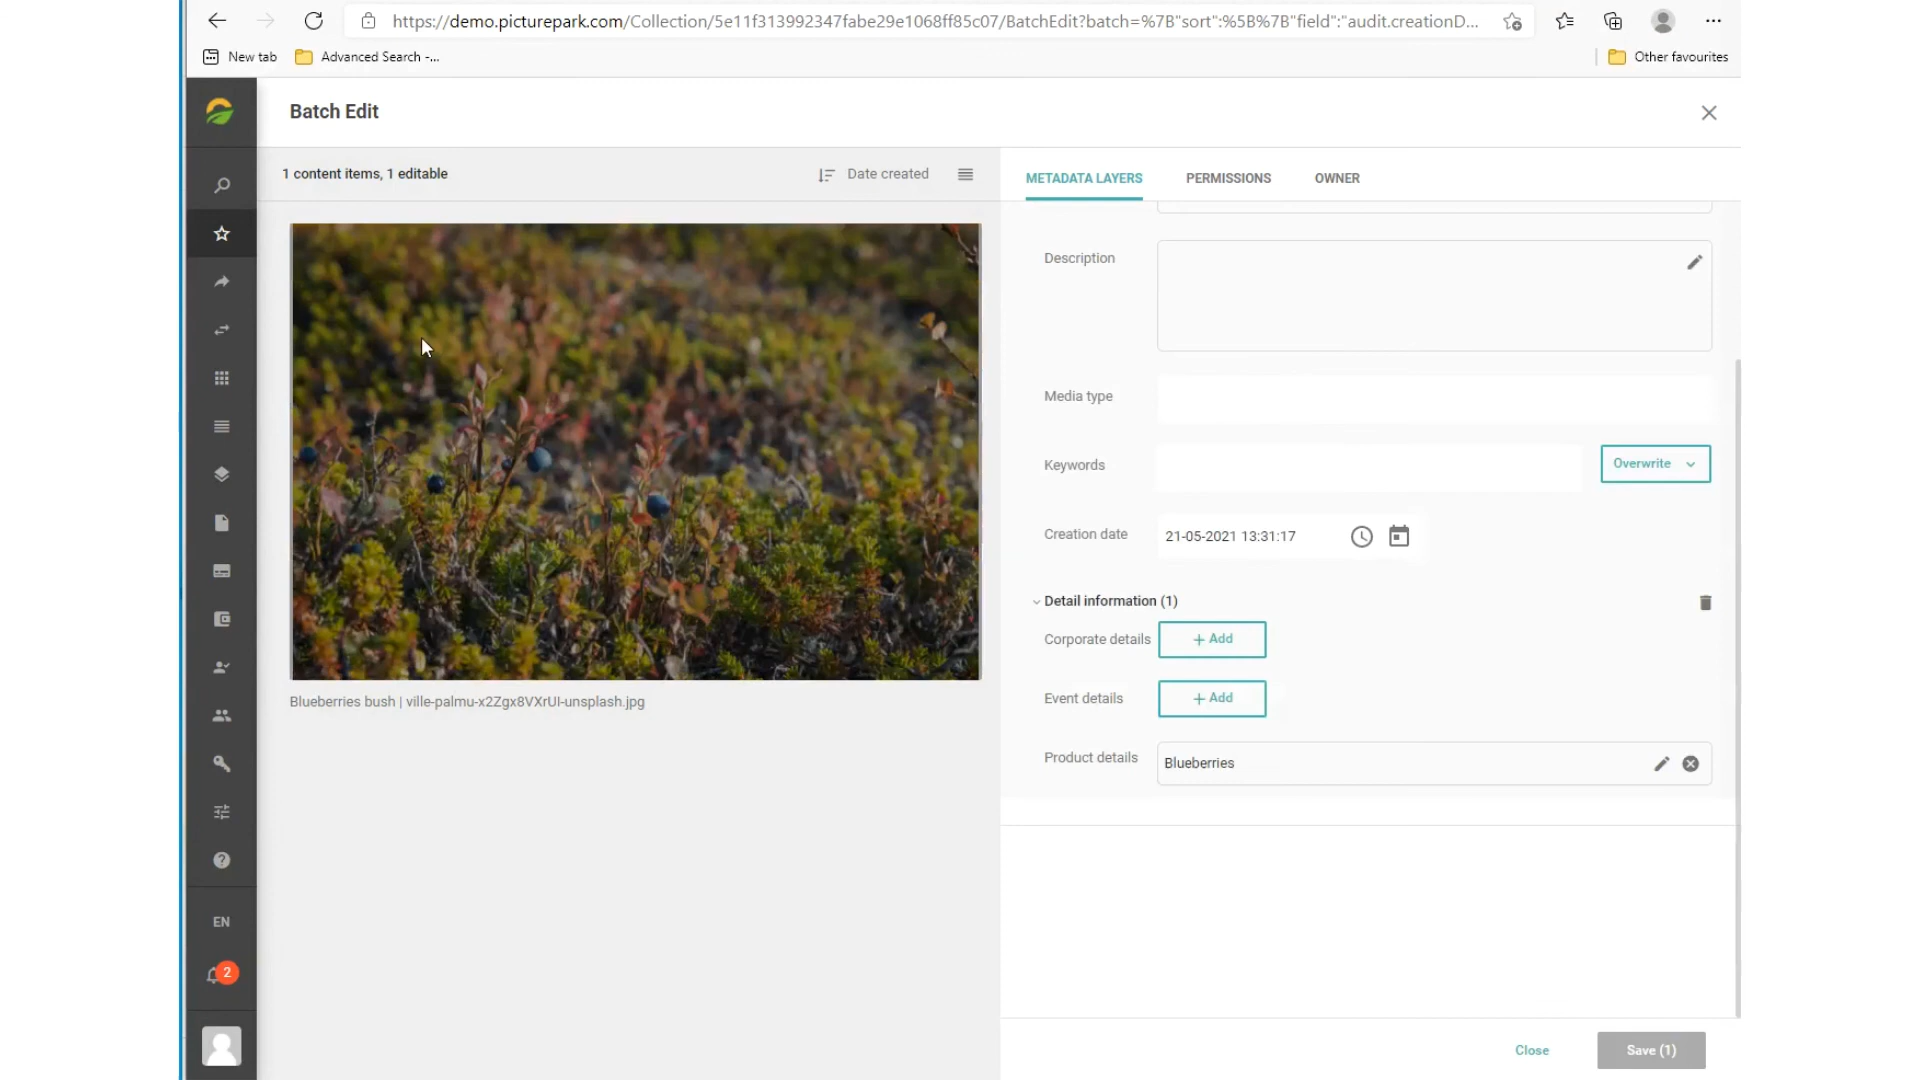 https://demo.picturepark.com/Collection/5e11f313992347fabe29e1068ff85c07/BatchEdit?batch=%7B"sort":%5B%7B"field":"audit.creationD...
New tab
Advanced Search -...
Other favourites
Batch Edit
1 content items, 1 editable
Date created
METADATA LAYERS
PERMISSIONS
OWNER
Description
Media type
Keywords
Overwrite
Creation date
21-05-2021 13:31:17
Detail information (1)
Corporate details
+ Add
Event details
+ Add
Product details
Blueberries
Blueberries bush | ville-palmu-x2Zgx8VXrUI-unsplash.jpg
EN
2
Close
Save (1)